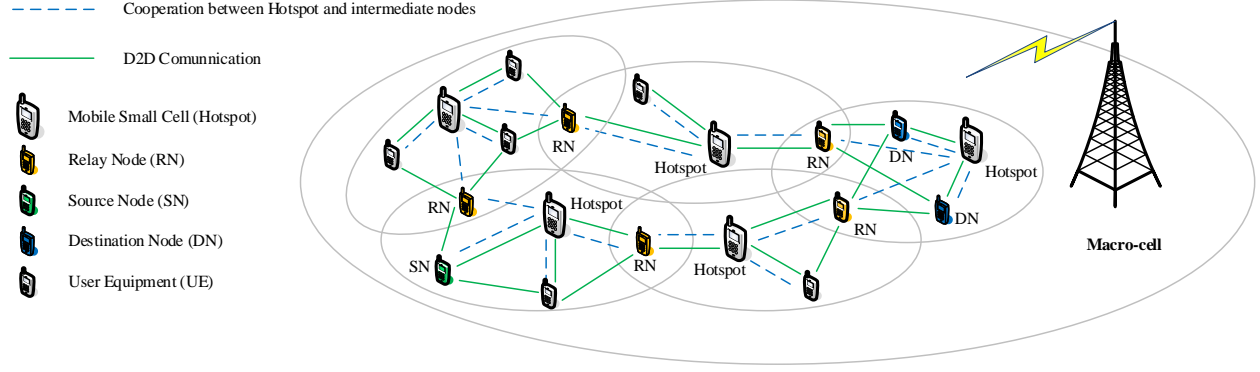 Cooperation between Hotspot and intermediate nodes
D2D Comunnication
Mobile Small Cell (Hotspot)
Relay Node (RN)
Source Node (SN)
Destination Node (DN)
User Equipment (UE)
RN
Hotspot
RN
DN
Hotspot
RN
Hotspot
DN
RN
SN
RN
Hotspot
Macro-cell